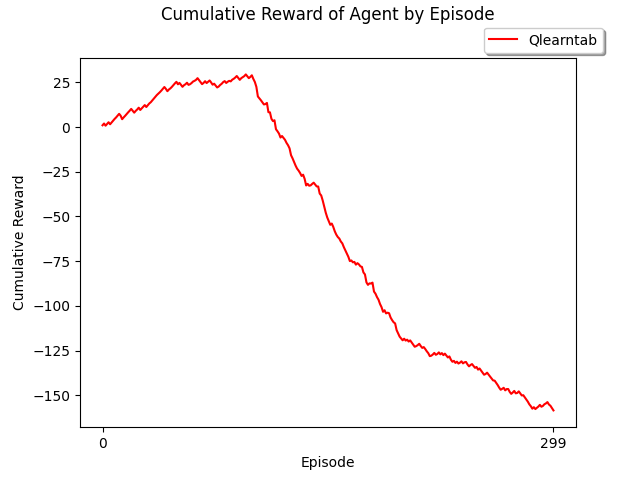 Cumulative Reward of Agent by Episode
Qlearntab
25
0
−25
−50
−75
−100
−125
−150
Cumulative Reward
0
299
Episode